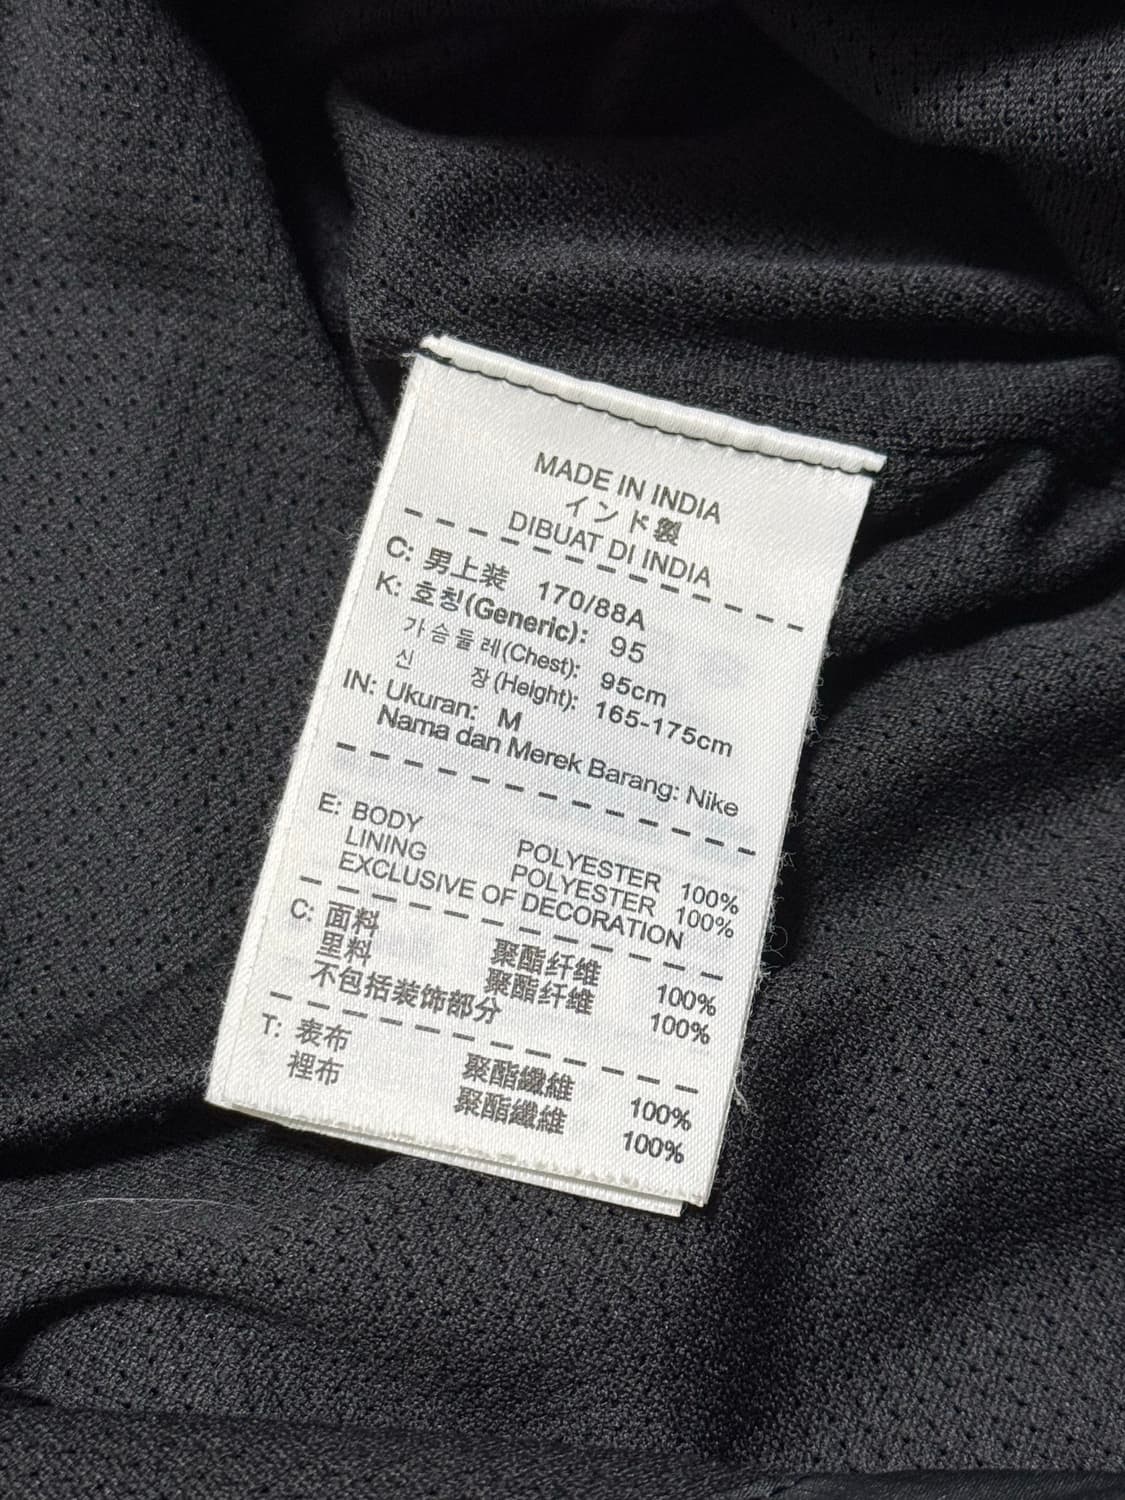 MADE IN INDIA
インド製
DIBUAT DI INDIA
C: 男上装 170/88A
K: 호칭(Generic): 95
가슴둘레(Chest): 95cm
신 장(Height): 165-175cm
IN: Ukuran: M
Nama dan Merek Barang: Nike
E: BODY POLYESTER 100%
LINING POLYESTER 100%
EXCLUSIVE OF DECORATION
C: 面料 聚酯纤维 100%
里料 聚酯纤维 100%
不包括装饰部分
T: 表布 聚酯纖維 100%
裡布 聚酯纖維 100%